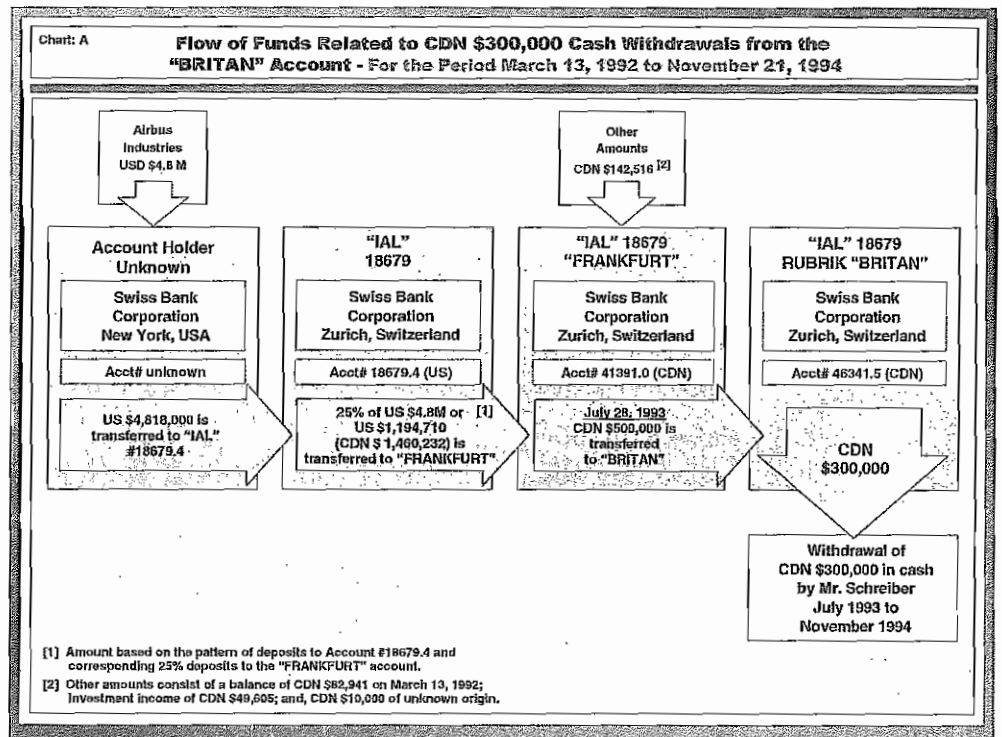 Chart: A
Flow of Funds Related to CDN $300,000 Cash Withdrawals from the
"BRITAN" Account - For the Period March 13, 1992 to November 21, 1994
Airbus
Industries
USD $4.8 M
Other
Amounts
CDN $142,516 [2]
Account Holder
Unknown
Swiss Bank
Corporation
New York, USA
Acct# unknown
US $4,818,000 is
transferred to "IAL"
#18679.4
"IAL"
18679
Swiss Bank
Corporation
Zurich, Switzerland
Acct# 18679.4 (US)
25% of US $4.8M or [1]
US $1,194,710
(CDN $ 1,460,232) is
transferred to "FRANKFURT"
"IAL" 18679
"FRANKFURT"
Swiss Bank
Corporation
Zurich, Switzerland
Acct# 41391.0 (CDN)
July 28, 1993
CDN $500,000 is
transferred
to "BRITAN"
"IAL" 18679
RUBRIK "BRITAN"
Swiss Bank
Corporation
Zurich, Switzerland
Acct# 46341.5 (CDN)
CDN
$300,000
Withdrawal of
CDN $300,000 in cash
by Mr. Schreiber
July 1993 to
November 1994
[1] Amount based on the pattern of deposits to Account #18679.4 and
corresponding 25% deposits to the "FRANKFURT" account.
[2] Other amounts consist of a balance of CDN $82,941 on March 13, 1992;
Investment income of CDN $49,605; and, CDN $10,000 of unknown origin.